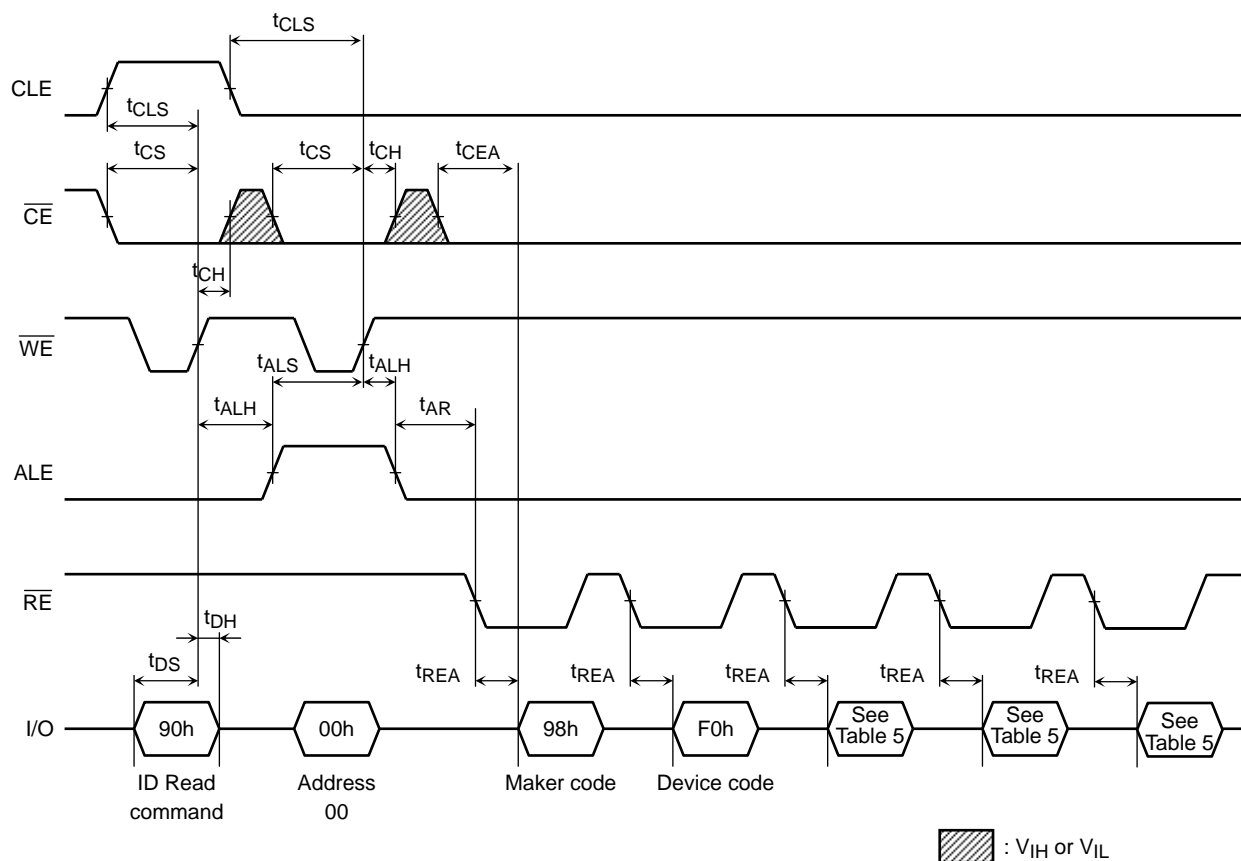 tCLS
CLE
tCLS
tCS
tCS
tCH
tCEA
CE
tCH
WE
tALS
tALH
tALH
tAR
ALE
RE
tDH
tDS
tREA
tREA
tREA
tREA
tREA
I/O
90h
00h
98h
F0h
See
Table 5
See
Table 5
See
Table 5
ID Read
command
Address
00
Maker code
Device code
: VIH or VIL